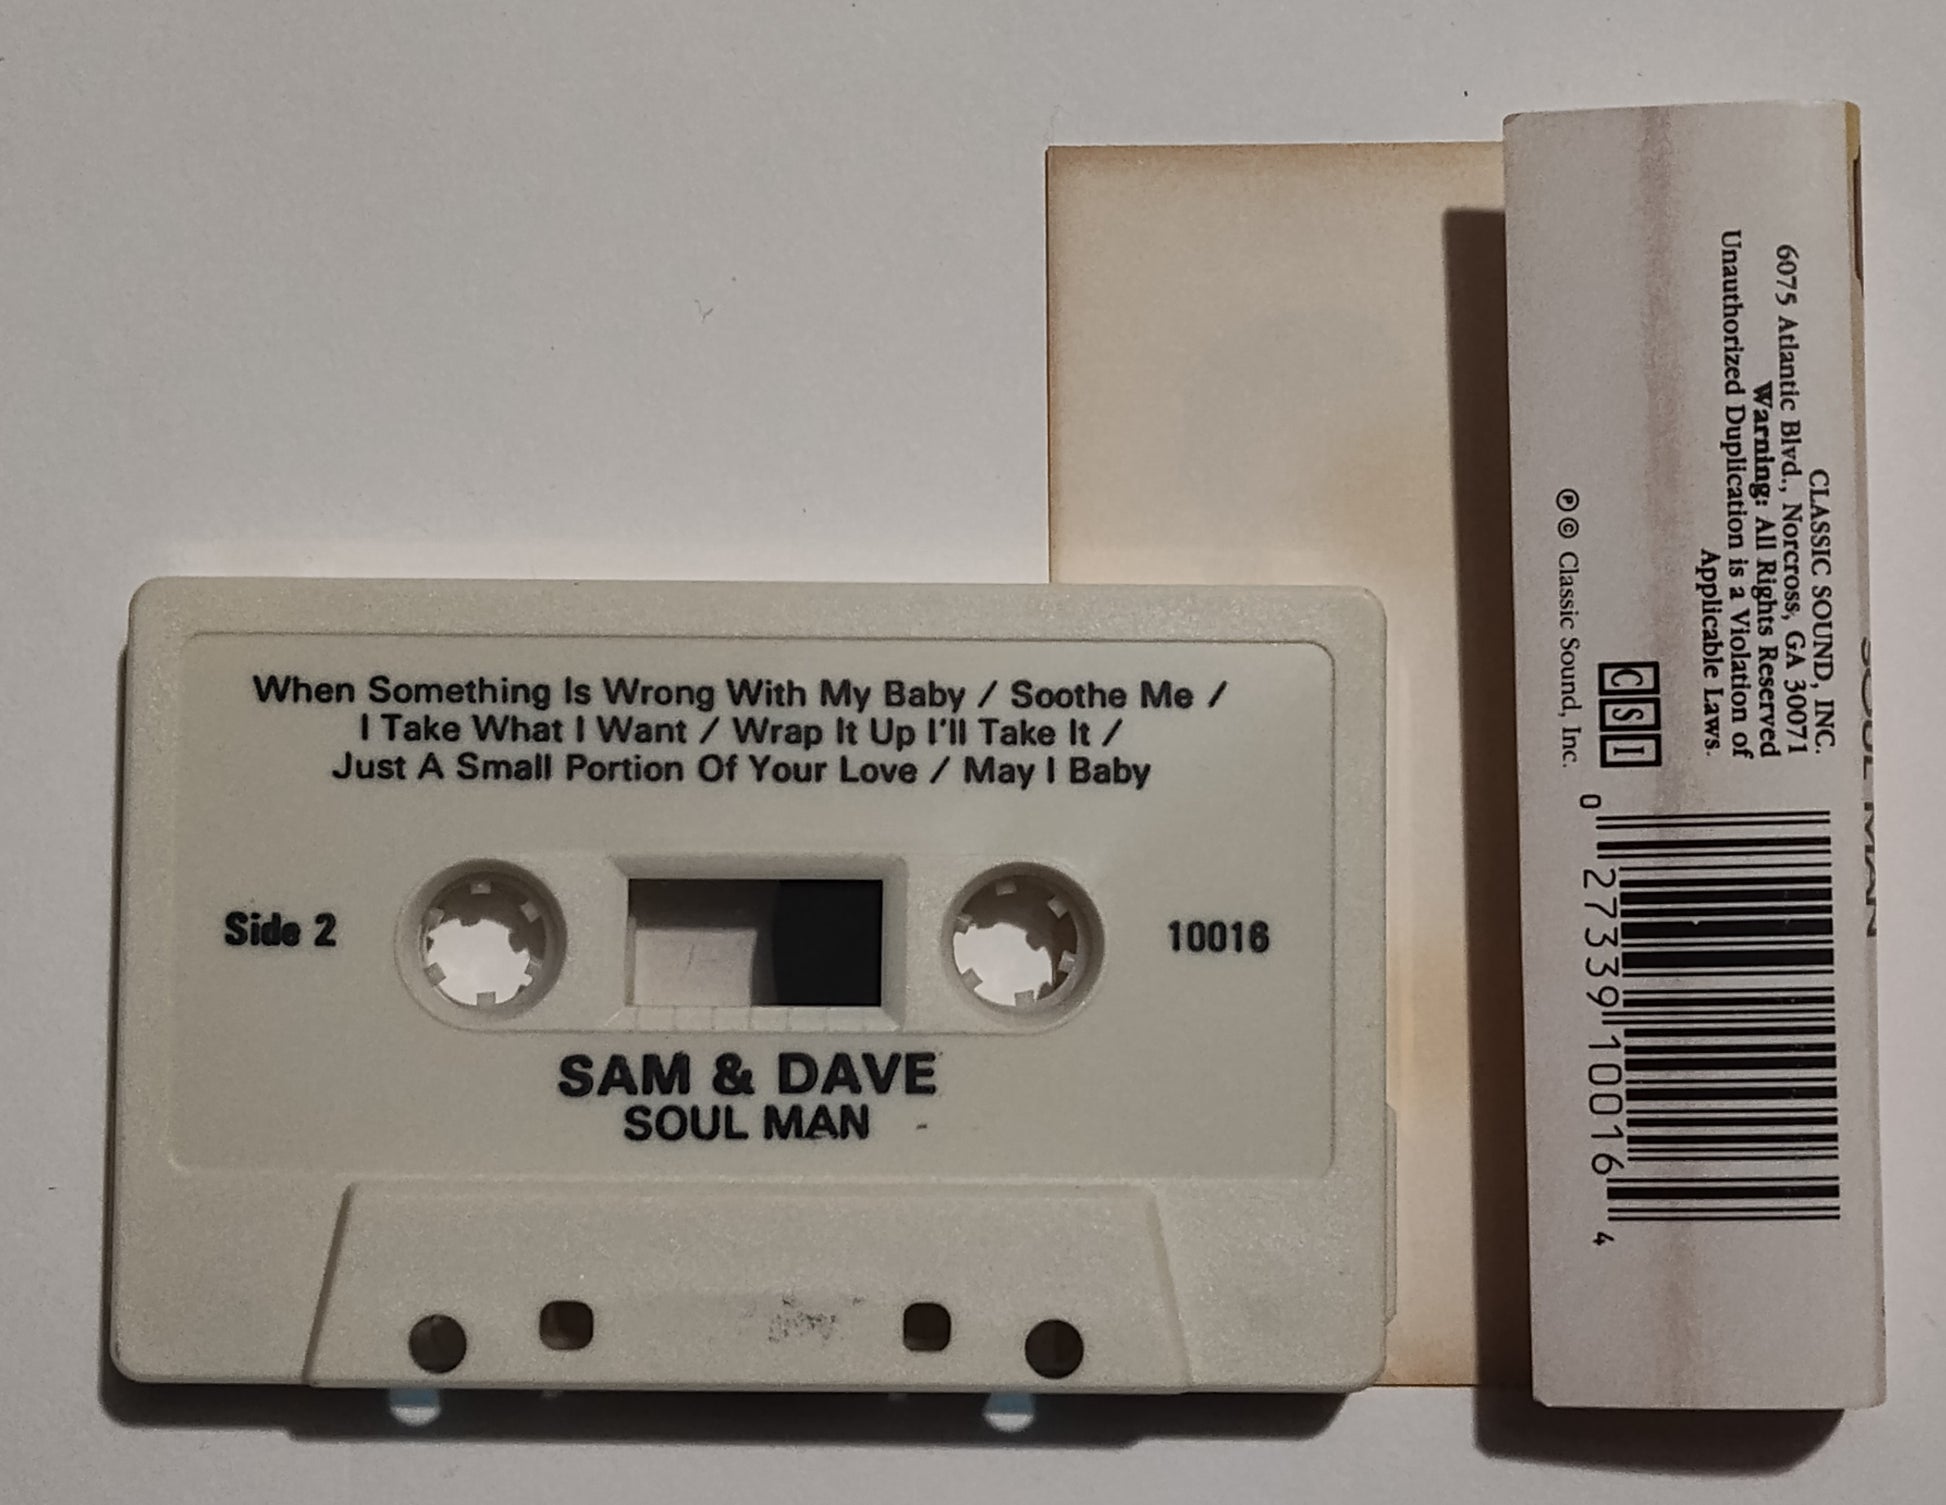 When Something Is Wrong With My Baby / Soothe Me /
I Take What I Want / Wrap It Up I'll Take It /
Just A Small Portion Of Your Love / May I Baby
Side 2
10016
SAM & DAVE
SOUL MAN
CLASSIC SOUND, INC.
6075 Atlantic Blvd., Norcross, GA 30071
Warning: All Rights Reserved
Unauthorized Duplication is a Violation of
Applicable Laws.
CSI
℗ © Classic Sound, Inc.
0 27339 10016 4
SOUL MAN